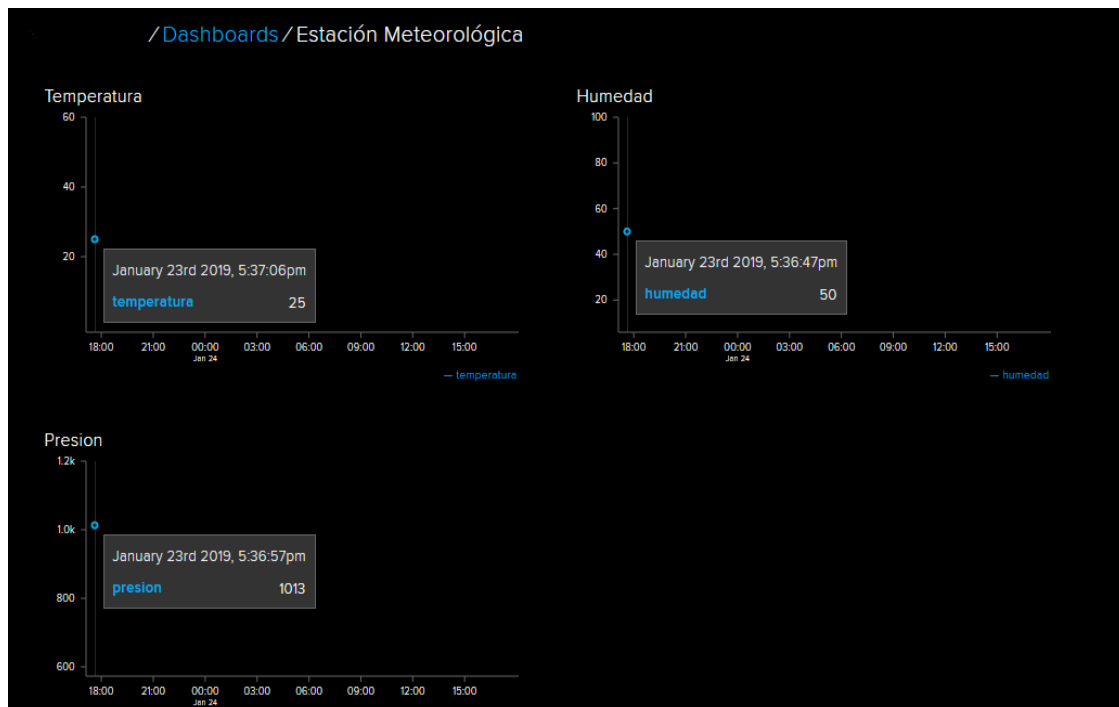 / Dashboards / Estación Meteorológica
Temperatura
60
40
20
January 23rd 2019, 5:37:06pm
temperatura 25
18:00 21:00 00:00 03:00 06:00 09:00 12:00 15:00
Jan 24
— temperatura
Humedad
100
80
60
40
20
January 23rd 2019, 5:36:47pm
humedad 50
18:00 21:00 00:00 03:00 06:00 09:00 12:00 15:00
Jan 24
— humedad
Presion
1.2k
1.0k
800
600
January 23rd 2019, 5:36:57pm
presion 1013
18:00 21:00 00:00 03:00 06:00 09:00 12:00 15:00
Jan 24